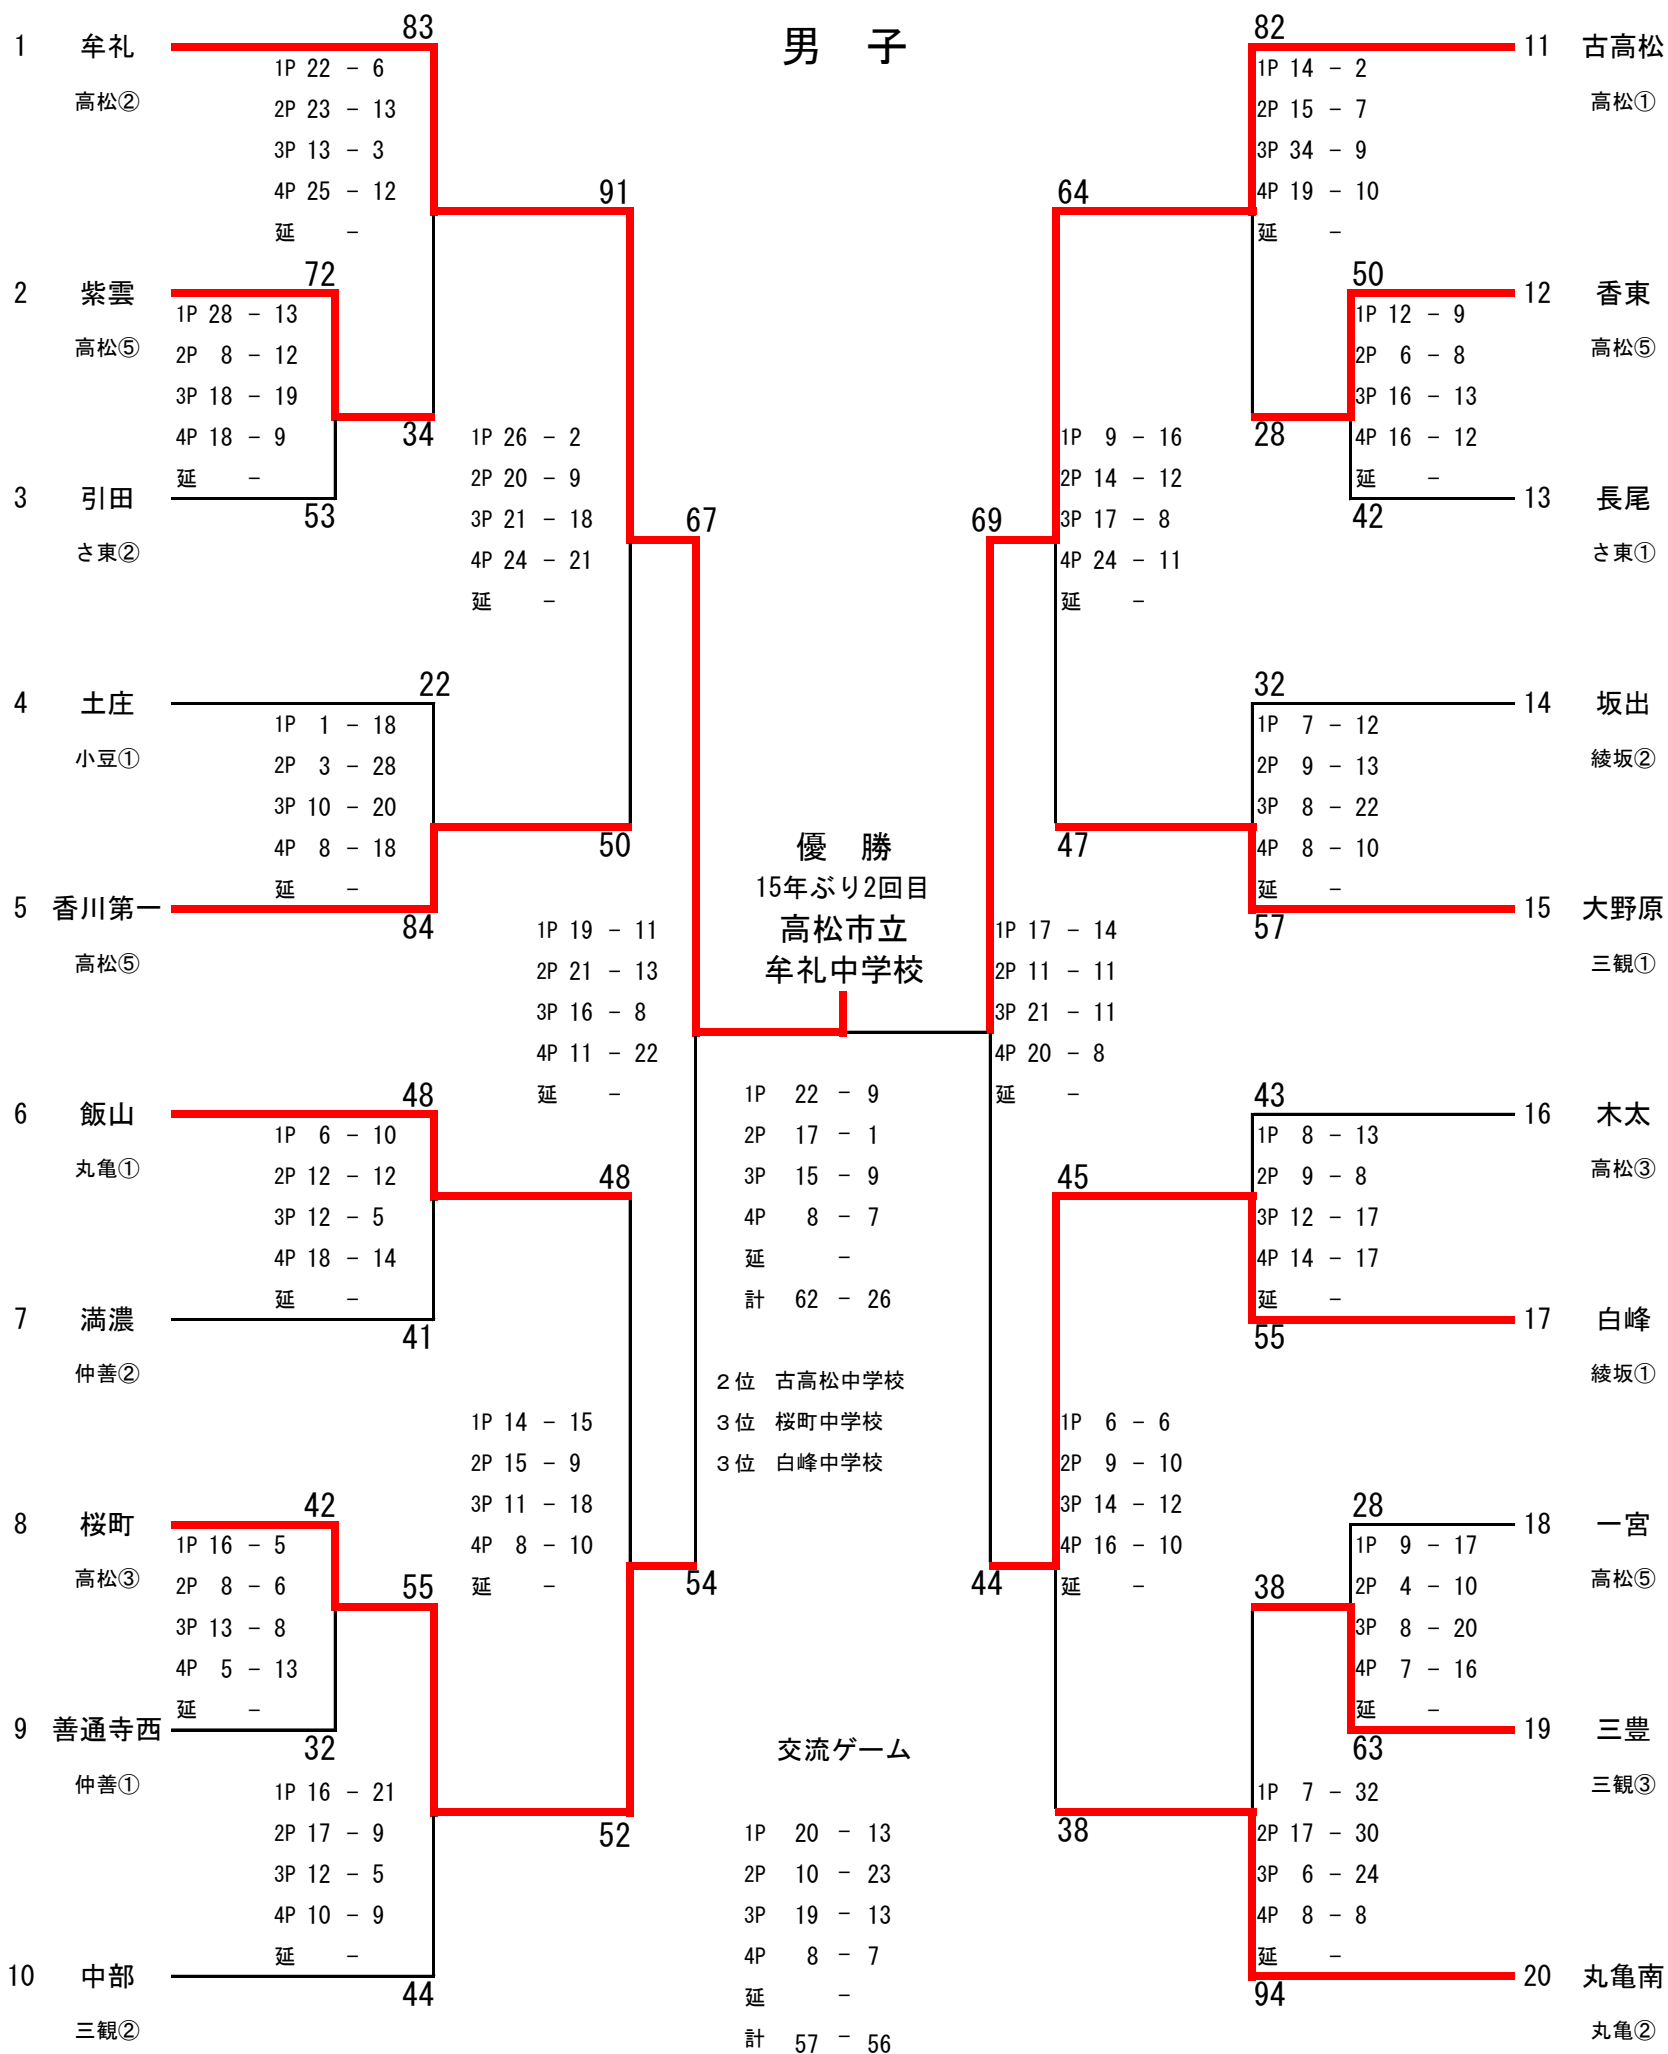 男　子
83
1 牟礼
高松②
1P 22 - 6
2P 23 - 13
3P 13 - 3
4P 25 - 12
延 -
91
72
2 紫雲
高松⑤
1P 28 - 13
2P 8 - 12
3P 18 - 19
4P 18 - 9
延 -
34
3 引田
さ東②
53
1P 26 - 2
2P 20 - 9
3P 21 - 18
4P 24 - 21
延 -
67
22
4 土庄
小豆①
1P 1 - 18
2P 3 - 28
3P 10 - 20
4P 8 - 18
延 -
50
5 香川第一
高松⑤
84
1P 19 - 11
2P 21 - 13
3P 16 - 8
4P 11 - 22
延 -
48
6 飯山
丸亀①
1P 6 - 10
2P 12 - 12
3P 12 - 5
4P 18 - 14
延 -
48
7 満濃
仲善②
41
1P 14 - 15
2P 15 - 9
3P 11 - 18
4P 8 - 10
延 -
54
42
8 桜町
高松③
1P 16 - 5
2P 8 - 6
3P 13 - 8
4P 5 - 13
延 -
55
9 善通寺西
仲善①
32
1P 16 - 21
2P 17 - 9
3P 12 - 5
4P 10 - 9
延 -
52
10 中部
三観②
44
優　勝
15年ぶり2回目
高松市立
牟礼中学校
1P 22 - 9
2P 17 - 1
3P 15 - 9
4P 8 - 7
延 -
計 62 - 26
２位 古高松中学校
３位 桜町中学校
３位 白峰中学校
交流ゲーム
1P 20 - 13
2P 10 - 23
3P 19 - 13
4P 8 - 7
延 -
計 57 - 56
82
11 古高松
高松①
1P 14 - 2
2P 15 - 7
3P 34 - 9
4P 19 - 10
延 -
64
50
12 香東
高松⑤
1P 12 - 9
2P 6 - 8
3P 16 - 13
4P 16 - 12
延 -
28
13 長尾
さ東①
42
1P 9 - 16
2P 14 - 12
3P 17 - 8
4P 24 - 11
延 -
69
32
14 坂出
綾坂②
1P 7 - 12
2P 9 - 13
3P 8 - 22
4P 8 - 10
延 -
47
15 大野原
三観①
57
1P 17 - 14
2P 11 - 11
3P 21 - 11
4P 20 - 8
延 -
43
16 木太
高松③
1P 8 - 13
2P 9 - 8
3P 12 - 17
4P 14 - 17
延 -
45
17 白峰
綾坂①
55
1P 6 - 6
2P 9 - 10
3P 14 - 12
4P 16 - 10
延 -
44
28
18 一宮
高松⑤
1P 9 - 17
2P 4 - 10
3P 8 - 20
4P 7 - 16
延 -
38
19 三豊
三観③
63
1P 7 - 32
2P 17 - 30
3P 6 - 24
4P 8 - 8
延 -
38
20 丸亀南
丸亀②
94